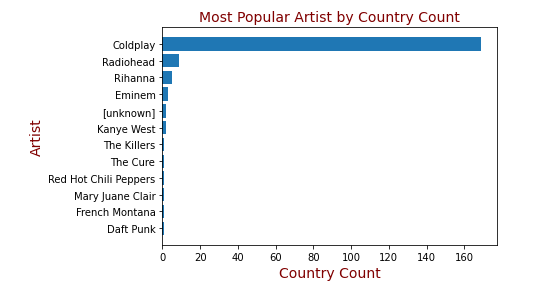 Most Popular Artist by Country Count
Coldplay
Radiohead
Rihanna
Eminem
[unknown]
Kanye West
The Killers
The Cure
Red Hot Chili Peppers
Mary Juane Clair
French Montana
Daft Punk
Artist
0 20 40 60 80 100 120 140 160
Country Count